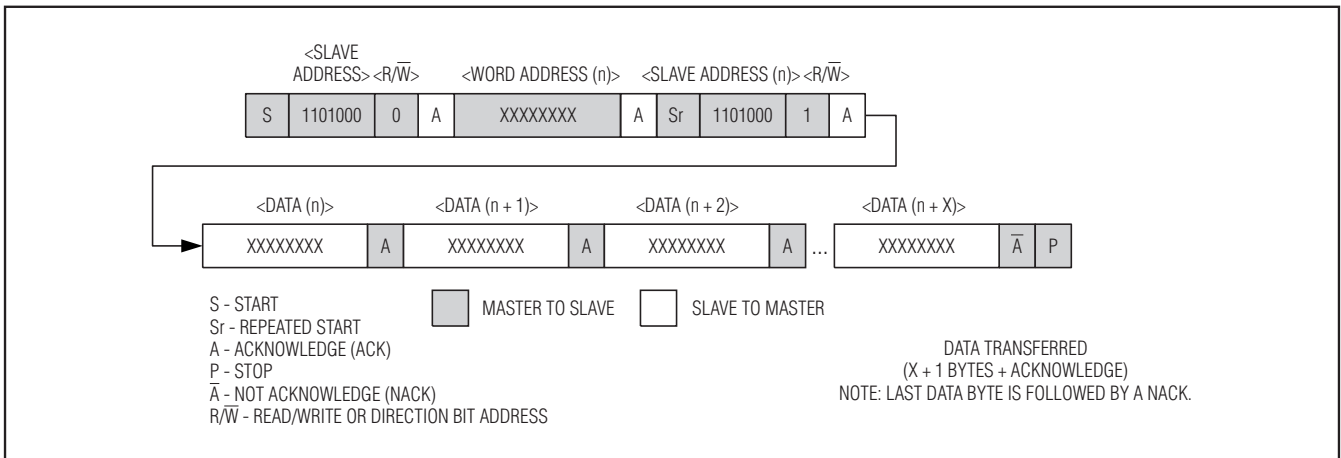 <SLAVE
ADDRESS> <R/W̅> <WORD ADDRESS (n)> <SLAVE ADDRESS (n)> <R/W̅>
S 1101000 0 A XXXXXXXX A Sr 1101000 1 A
<DATA (n)> <DATA (n + 1)> <DATA (n + 2)> <DATA (n + X)>
XXXXXXXX A XXXXXXXX A XXXXXXXX A ... XXXXXXXX A̅ P
S - START
Sr - REPEATED START
A - ACKNOWLEDGE (ACK)
P - STOP
A̅ - NOT ACKNOWLEDGE (NACK)
R/W̅ - READ/WRITE OR DIRECTION BIT ADDRESS
MASTER TO SLAVE SLAVE TO MASTER
DATA TRANSFERRED
(X + 1 BYTES + ACKNOWLEDGE)
NOTE: LAST DATA BYTE IS FOLLOWED BY A NACK.